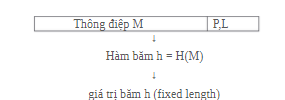 Thông điệp M P,L
↓
Hàm băm h = H(M)
↓
giá trị băm h (fixed length)